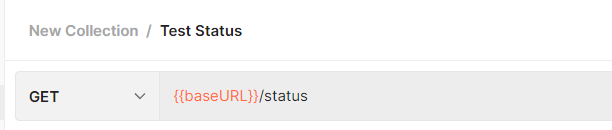 New Collection / Test Status
GET {{baseURL}}/status